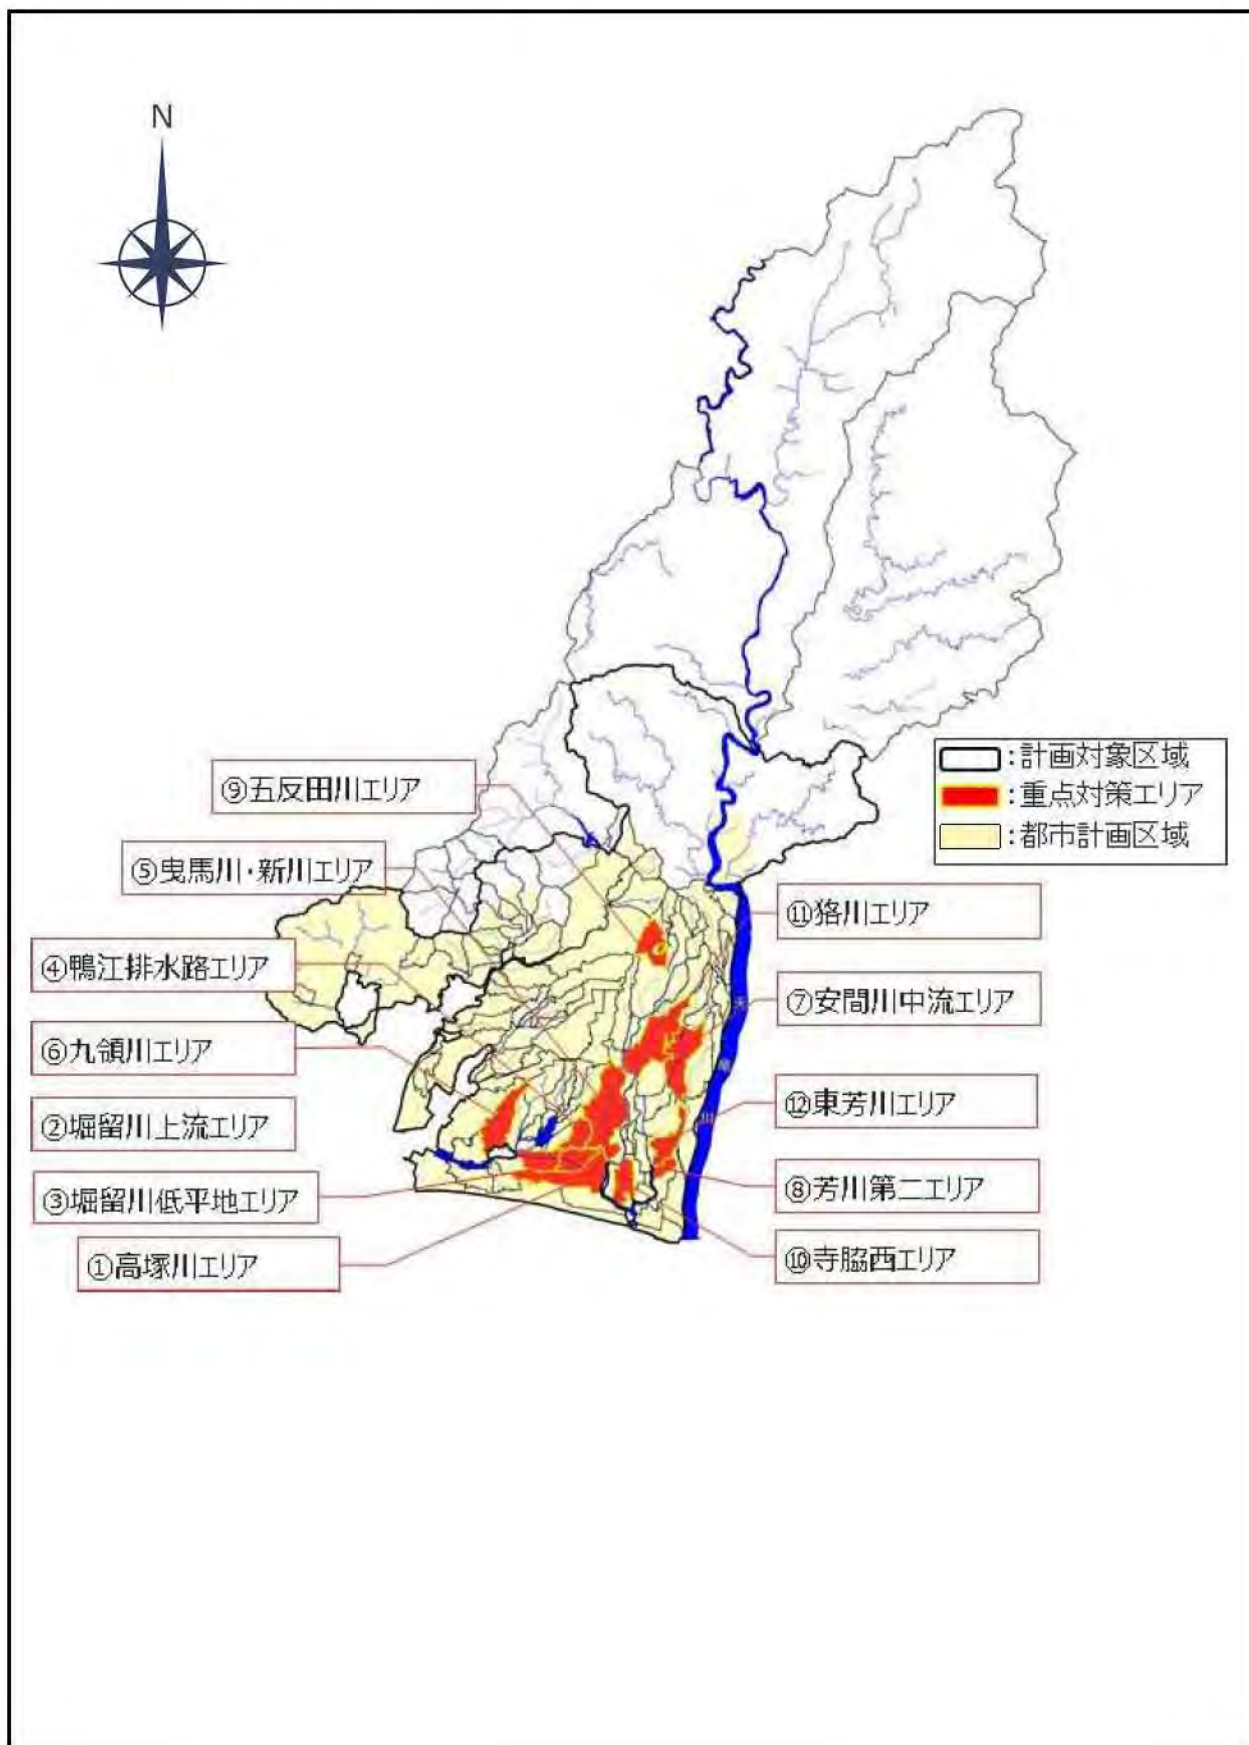 N
:計画対象区域
:重点対策エリア
:都市計画区域
⑨五反田川エリア
⑤曳馬川・新川エリア
④鴨江排水路エリア
⑥九領川エリア
②堀留川上流エリア
③堀留川低平地エリア
①高塚川エリア
⑪狢川エリア
⑦安間川中流エリア
⑫東芳川エリア
⑧芳川第二エリア
⑩寺脇西エリア
天
竜
川